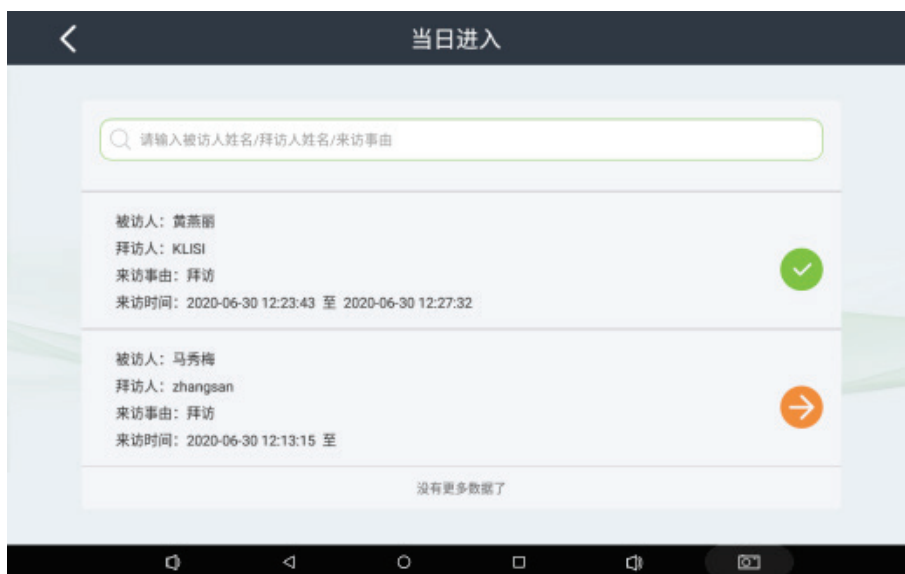 当日进入
请输入被访人姓名/拜访人姓名/来访事由
被访人：黄燕丽
拜访人：KLISI
来访事由：拜访
来访时间：2020-06-30 12:23:43 至 2020-06-30 12:27:32
被访人：马秀梅
拜访人：zhangsan
来访事由：拜访
来访时间：2020-06-30 12:13:15 至
没有更多数据了